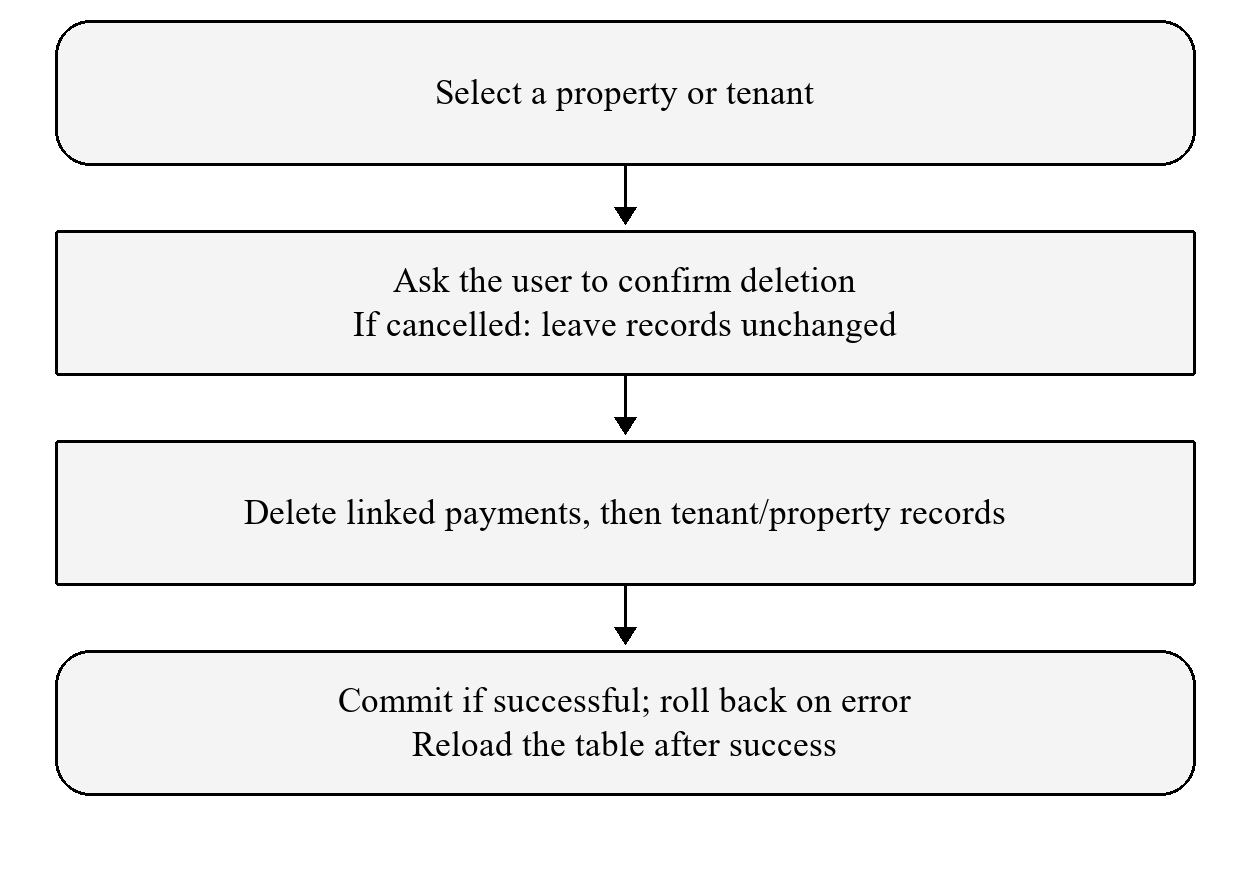 Select a property or tenant
Ask the user to confirm deletion
If cancelled: leave records unchanged
Delete linked payments, then tenant/property records
Commit if successful; roll back on error
Reload the table after success